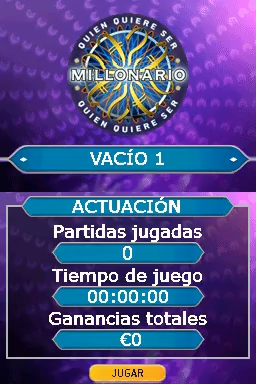 QUIEN QUIERE SER
MILLONARIO
QUIEN QUIERE SER
VACÍO 1
ACTUACIÓN
Partidas jugadas
0
Tiempo de juego
00:00:00
Ganancias totales
€0
JUGAR